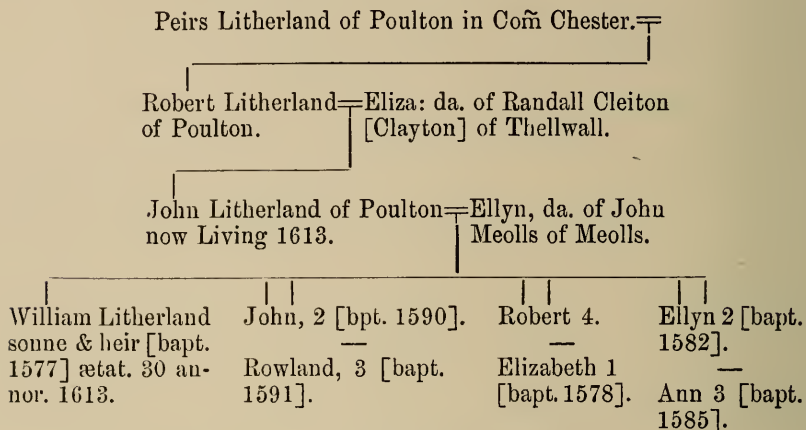 Peirs Litherland of Poulton in Com̃ Chester.
Robert Litherland=Eliza: da. of Randall Cleiton
of Poulton. [Clayton] of Thellwall.
John Litherland of Poulton=Ellyn, da. of John
now Living 1613. Meolls of Meolls.
William Litherland
sonne & heir [bapt.
1577] ætat. 30 an-
nor. 1613.
John, 2 [bpt. 1590].
—
Rowland, 3 [bapt.
1591].
Robert 4.
—
Elizabeth 1
[bapt. 1578].
Ellyn 2 [bapt.
1582].
—
Ann 3 [bapt.
1585].